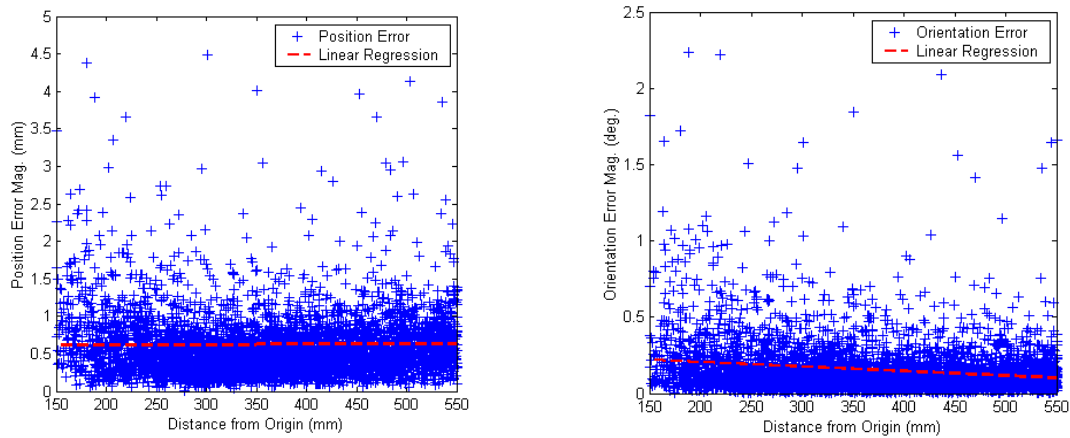 5
4.5
4
3.5
3
2.5
2
1.5
1
0.5
0
Position Error Mag. (mm)
Position Error
Linear Regression
150 200 250 300 350 400 450 500 550
Distance from Origin (mm)
2.5
2
1.5
1
0.5
0
Orientation Error Mag. (deg.)
Orientation Error
Linear Regression
150 200 250 300 350 400 450 500 550
Distance from Origin (mm)